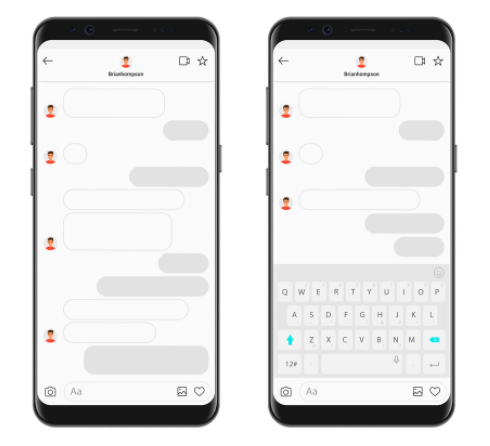 Brianhompson
Aa
Brianhompson
Q W E R T Y U I O P
A S D F G H J K L
Z X C V B N M
12#
Aa